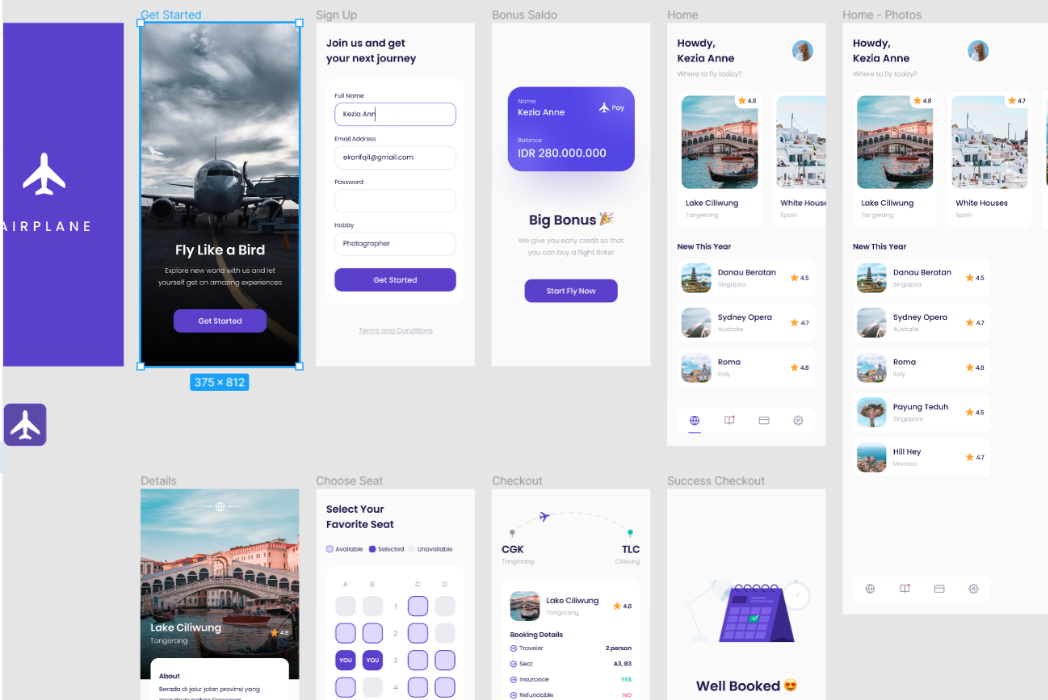 Get Started
Sign Up
Bonus Saldo
Home
Home - Photos
AIRPLANE
Fly Like a Bird
Explore new world with us and let
yourself get an amazing experiences
Get Started
375 × 812
Join us and get
your next journey
Full Name
Kezia Ann
Email Address
ekarifqil@gmail.com
Password
Hobby
Photographer
Get Started
Terms and Conditions
Name
Kezia Anne
Pay
Balance
IDR 280.000.000
Big Bonus 🎉
We give you early credit so that
you can buy a flight ticket
Start Fly Now
Howdy,
Kezia Anne
Where to fly today?
4.8
Lake Ciliwung
Tangerang
White House
Spain
New This Year
Danau Beratan
Singajara
4.5
Sydney Opera
Australia
4.7
Roma
Italy
4.8
Howdy,
Kezia Anne
Where to fly today?
4.8
4.7
Lake Ciliwung
Tangerang
White Houses
Spain
New This Year
Danau Beratan
Singajara
4.5
Sydney Opera
Australia
4.7
Roma
Italy
4.8
Payung Teduh
Singapore
4.5
Hill Hey
Monaco
4.7
Details
Choose Seat
Checkout
Success Checkout
Lake Ciliwung
Tangerang
4.8
About
Berada di jalur jalan provinsi yang
Select Your
Favorite Seat
Available
Selected
Unavailable
A B C D
1
2
YOU YOU 3
4
CGK
Tangerang
TLC
Ciliwung
Lake Ciliwung
Tangerang
4.8
Booking Details
Traveler 2 person
Seat A3, B3
Insurance YES
Refundable NO
Well Booked 😍